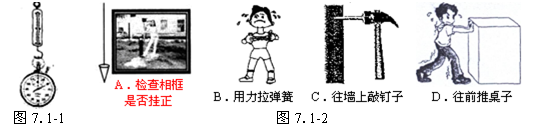 A.检查相框
是否挂正
B.用力拉弹簧
C.往墙上敲钉子
D.往前推桌子
图 7.1-1
图 7.1-2